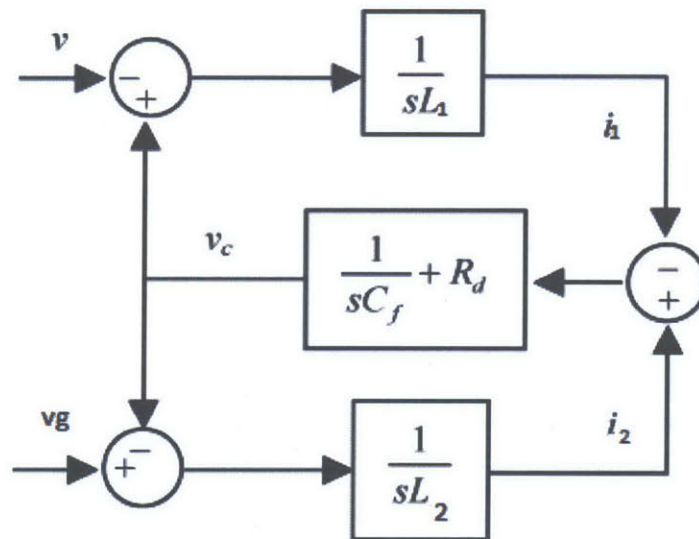 v
−
+
1
sL1
i1
vc
1
sCf
+ Rd
−
+
vg
+ −
1
sL2
i2